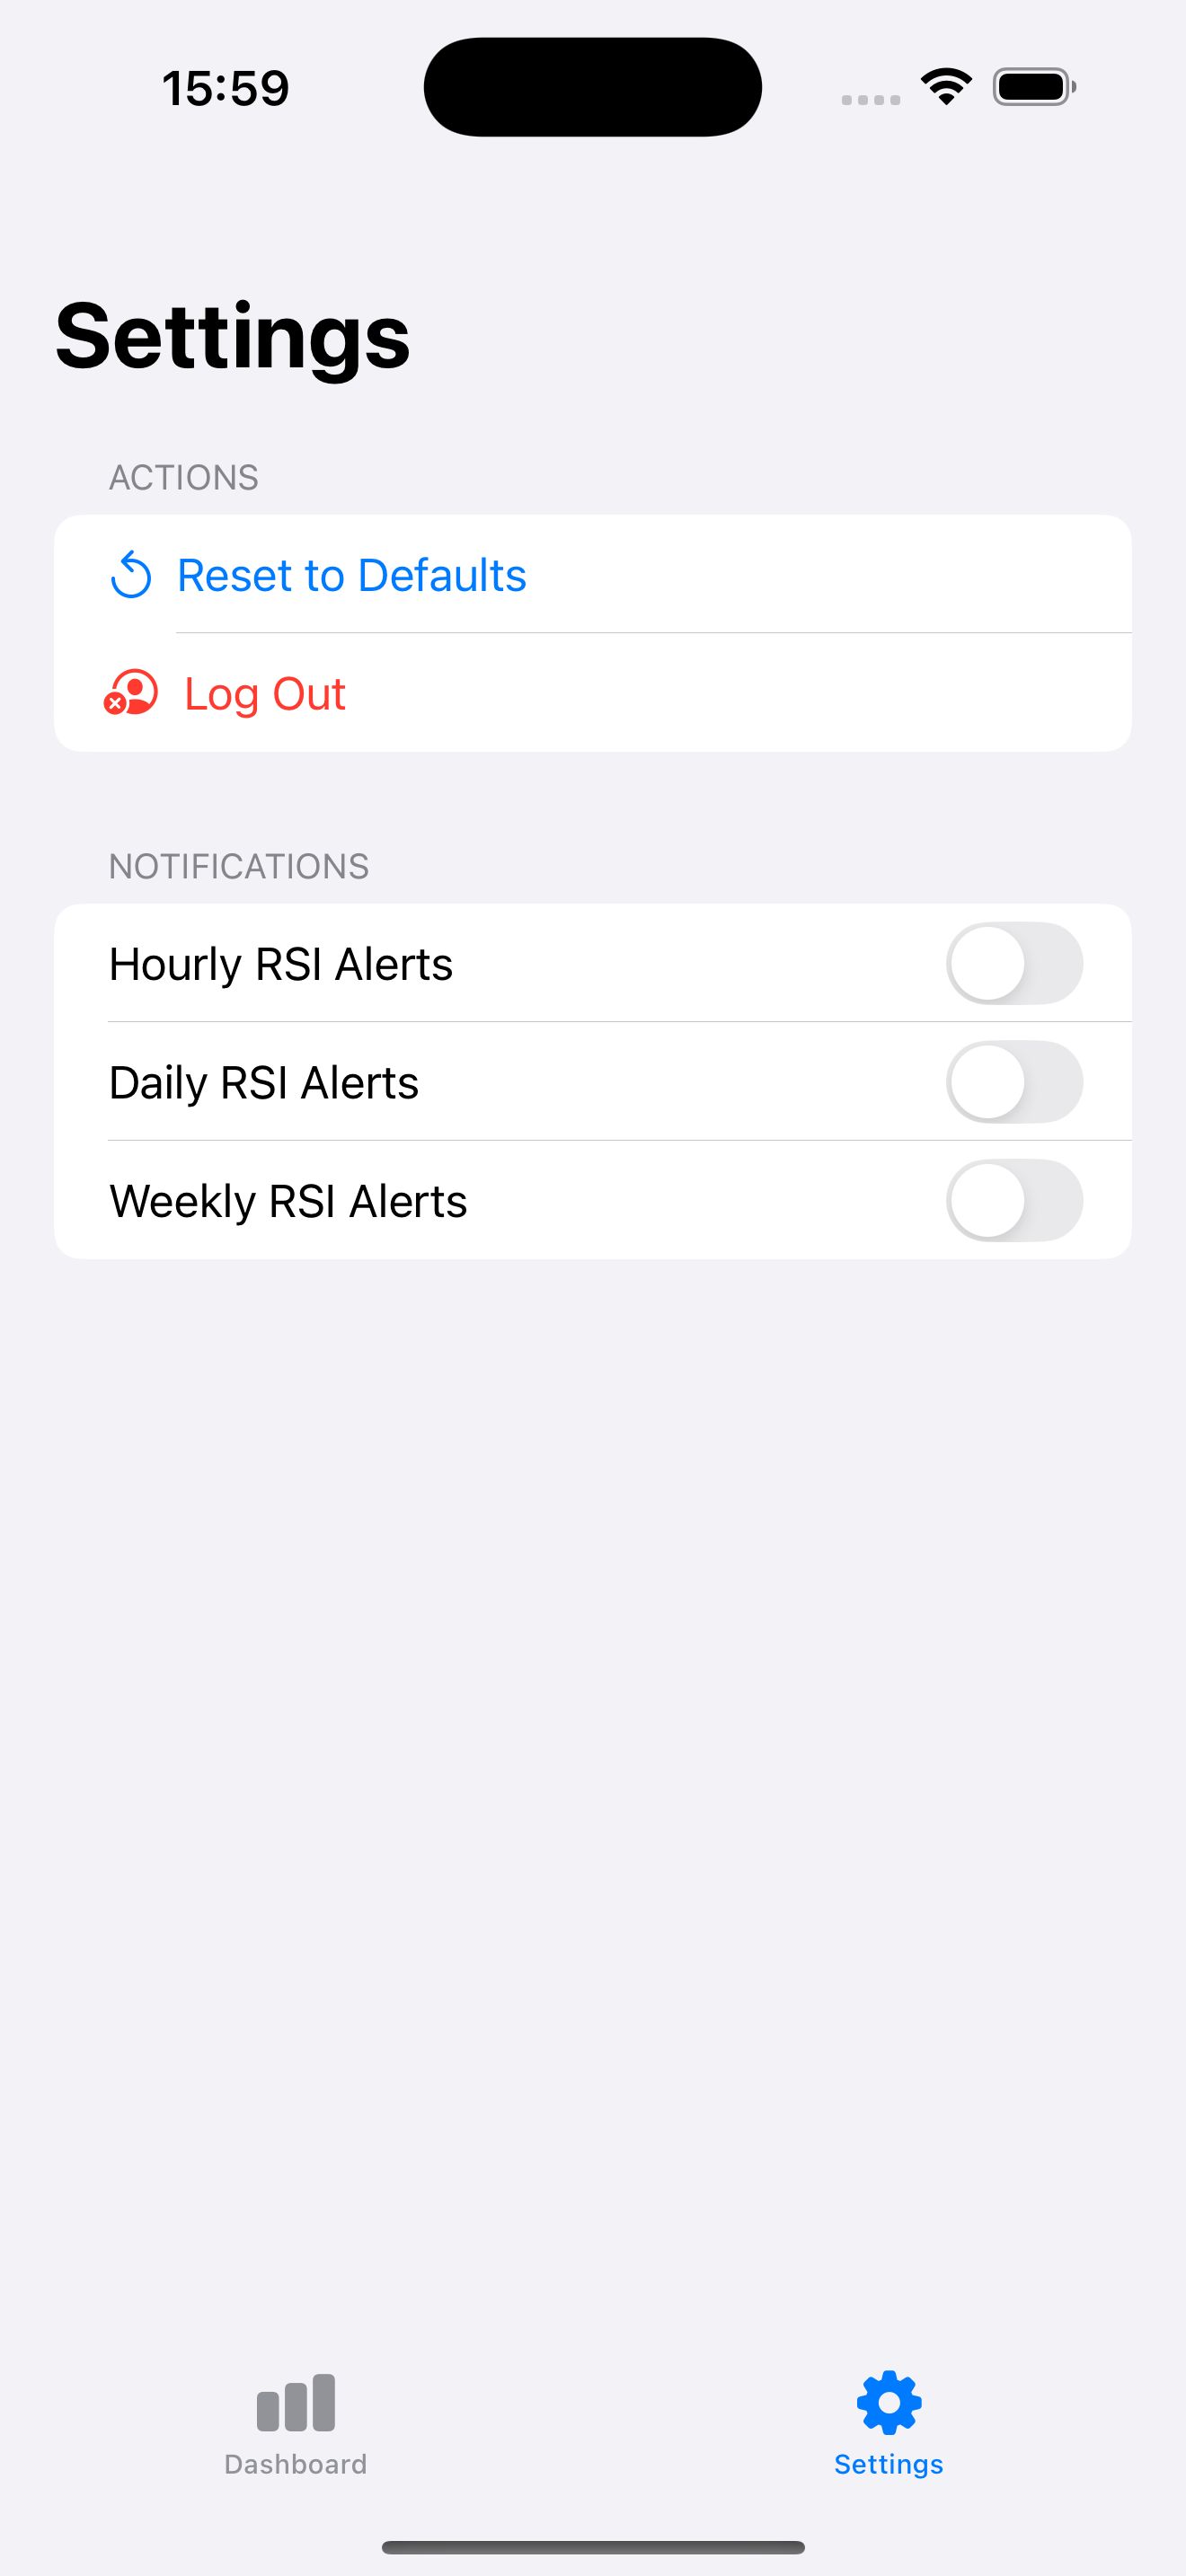 15:59
Settings
ACTIONS
Reset to Defaults
Log Out
NOTIFICATIONS
Hourly RSI Alerts
Daily RSI Alerts
Weekly RSI Alerts
Dashboard
Settings